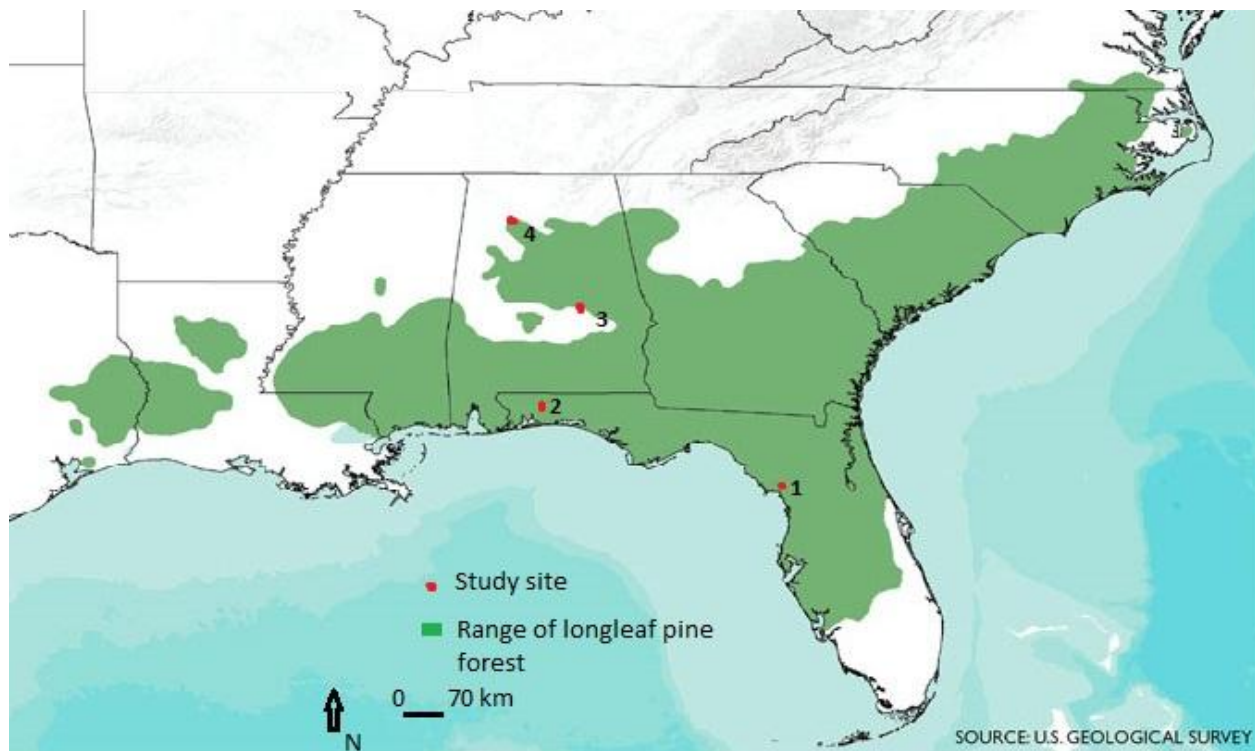 4
3
2
1
Study site
Range of longleaf pine
forest
0 70 km
N
SOURCE: U.S. GEOLOGICAL SURVEY